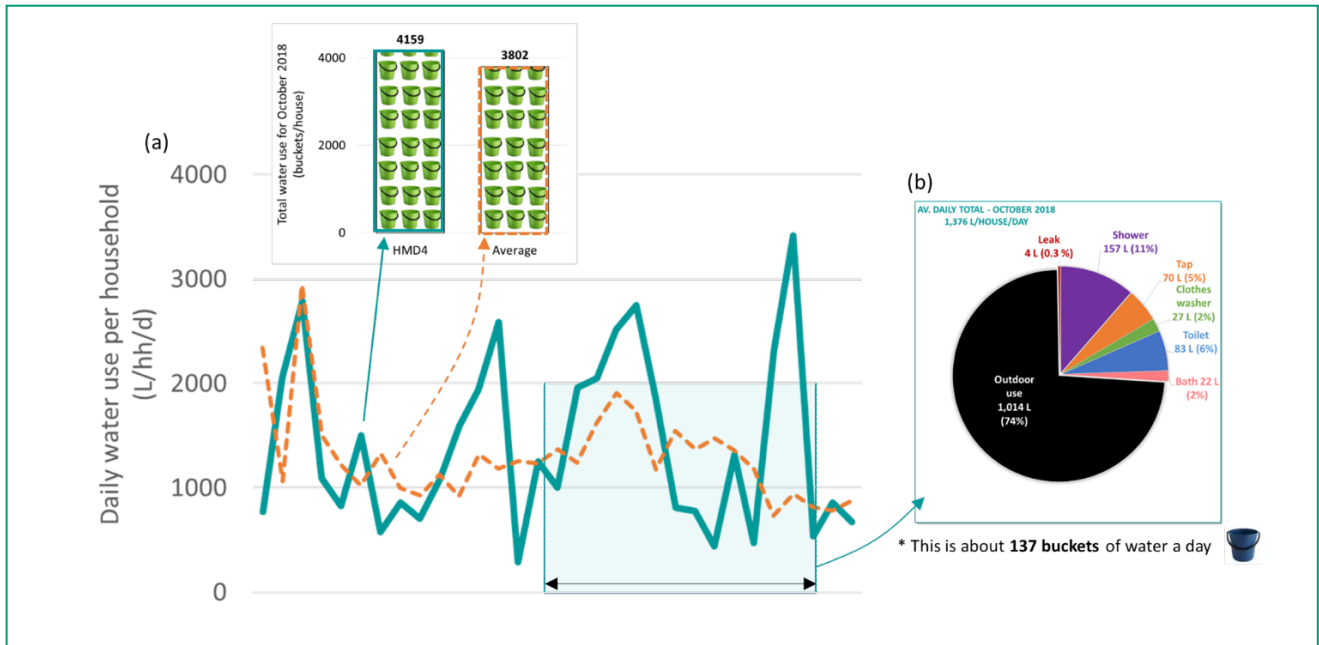 (a)
Daily water use per household
(L/hh/d)
4000
3000
2000
1000
0
Total water use for October 2018
(buckets/house)
4000
2000
0
4159
3802
HMD4
Average
(b)
AV. DAILY TOTAL - OCTOBER 2018
1,376 L/HOUSE/DAY
Leak
4 L (0.3 %)
Shower
157 L (11%)
Tap
70 L (5%)
Clothes
washer
27 L (2%)
Toilet
83 L (6%)
Bath 22 L
(2%)
Outdoor
use
1,014 L
(74%)
* This is about 137 buckets of water a day